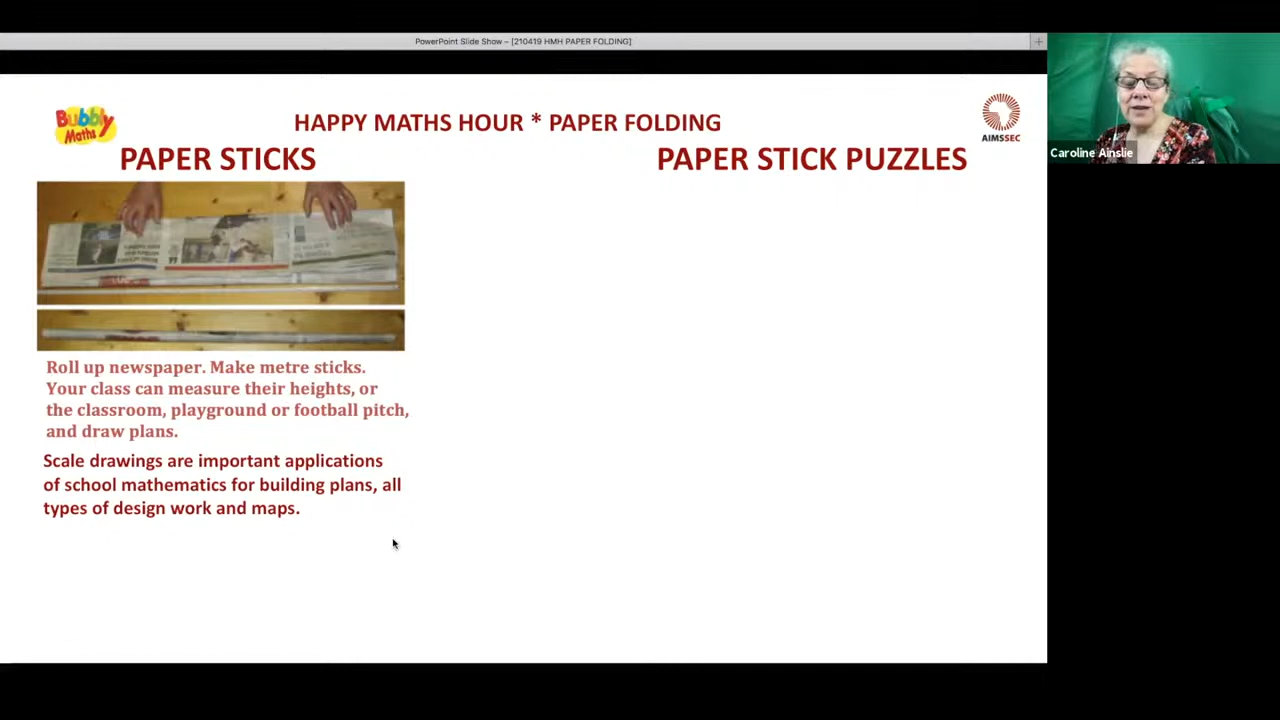 PowerPoint Slide Show – [210419 HMH PAPER FOLDING]
Bubbly
Maths
HAPPY MATHS HOUR * PAPER FOLDING
AIMSSEC
PAPER STICKS
PAPER STICK PUZZLES
Caroline Ainslie
Roll up newspaper. Make metre sticks.
Your class can measure their heights, or
the classroom, playground or football pitch,
and draw plans.
Scale drawings are important applications
of school mathematics for building plans, all
types of design work and maps.